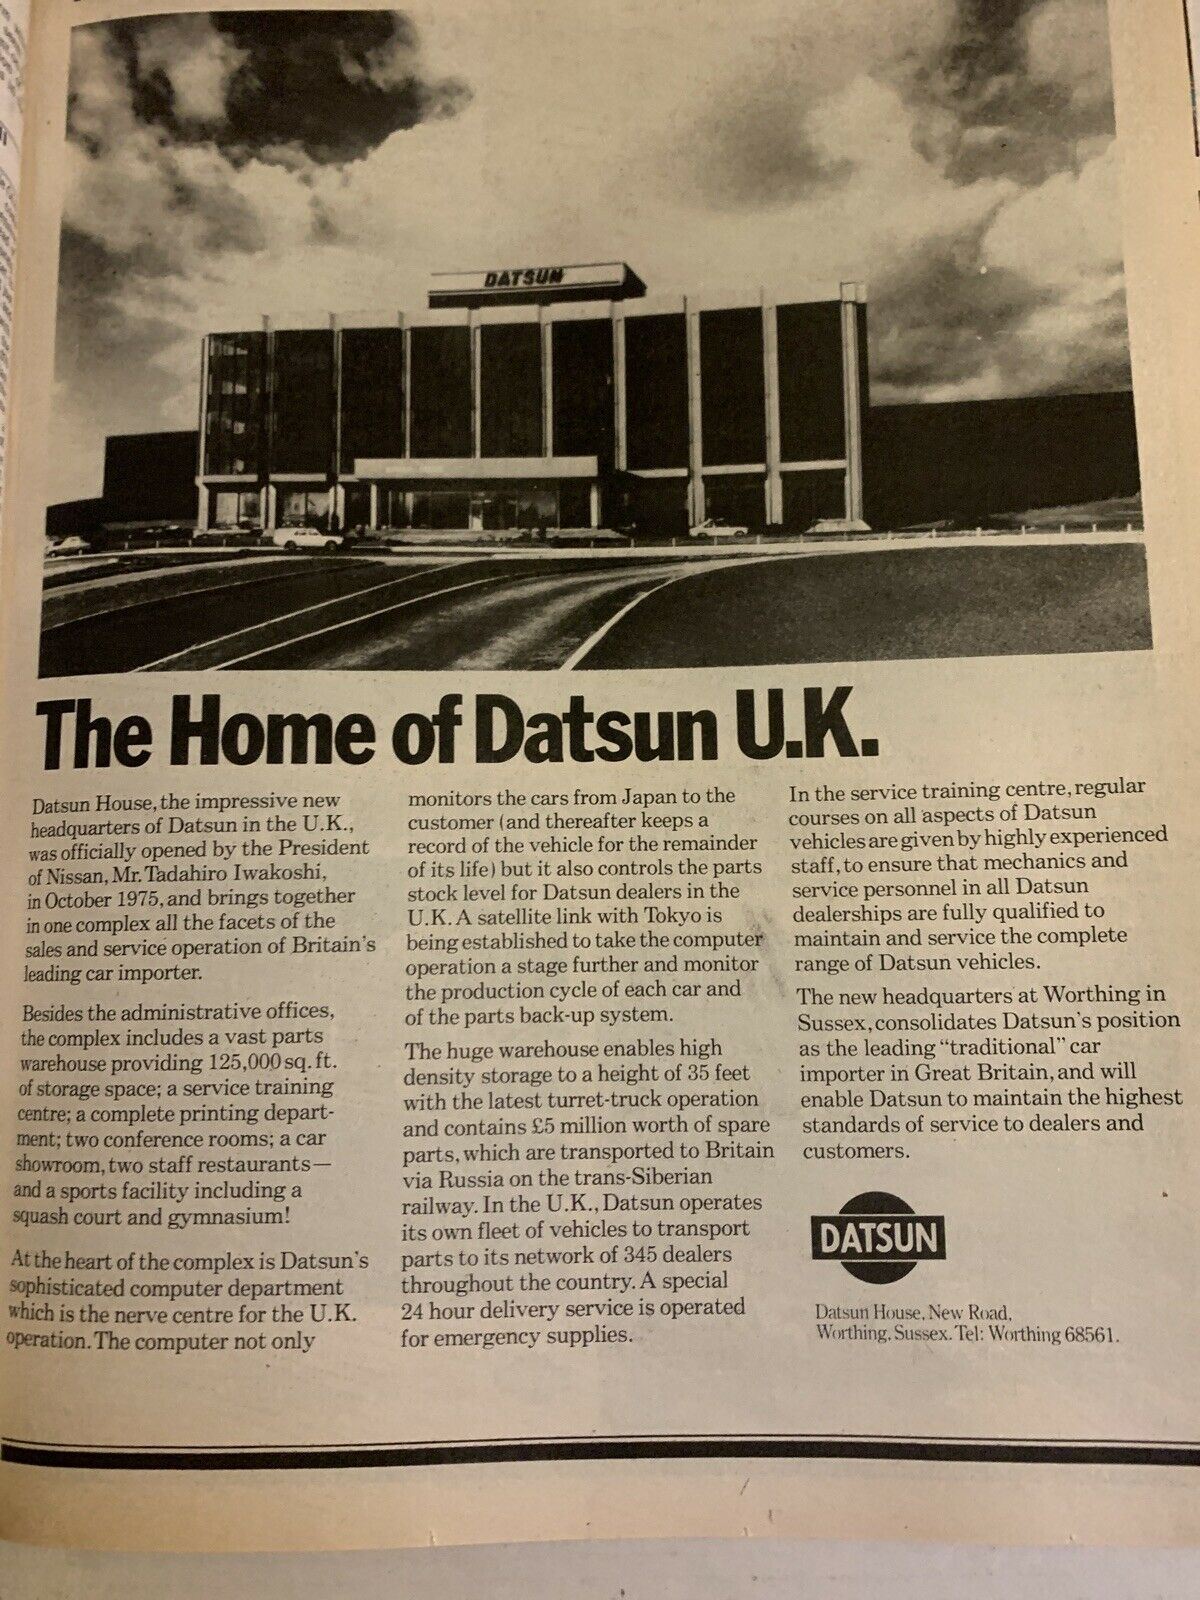 DATSUN
The Home of Datsun U.K.
Datsun House, the impressive new
headquarters of Datsun in the U.K.,
was officially opened by the President
of Nissan, Mr. Tadahiro Iwakoshi,
in October 1975, and brings together
in one complex all the facets of the
sales and service operation of Britain's
leading car importer.
Besides the administrative offices,
the complex includes a vast parts
warehouse providing 125,000 sq. ft.
of storage space; a service training
centre; a complete printing depart-
ment; two conference rooms; a car
showroom, two staff restaurants—
and a sports facility including a
squash court and gymnasium!
At the heart of the complex is Datsun's
sophisticated computer department
which is the nerve centre for the U.K.
operation. The computer not only
monitors the cars from Japan to the
customer (and thereafter keeps a
record of the vehicle for the remainder
of its life) but it also controls the parts
stock level for Datsun dealers in the
U.K. A satellite link with Tokyo is
being established to take the computer
operation a stage further and monitor
the production cycle of each car and
of the parts back-up system.
The huge warehouse enables high
density storage to a height of 35 feet
with the latest turret-truck operation
and contains £5 million worth of spare
parts, which are transported to Britain
via Russia on the trans-Siberian
railway. In the U.K., Datsun operates
its own fleet of vehicles to transport
parts to its network of 345 dealers
throughout the country. A special
24 hour delivery service is operated
for emergency supplies.
In the service training centre, regular
courses on all aspects of Datsun
vehicles are given by highly experienced
staff, to ensure that mechanics and
service personnel in all Datsun
dealerships are fully qualified to
maintain and service the complete
range of Datsun vehicles.
The new headquarters at Worthing in
Sussex, consolidates Datsun's position
as the leading "traditional" car
importer in Great Britain, and will
enable Datsun to maintain the highest
standards of service to dealers and
customers.
DATSUN
Datsun House, New Road,
Worthing, Sussex. Tel: Worthing 68561.